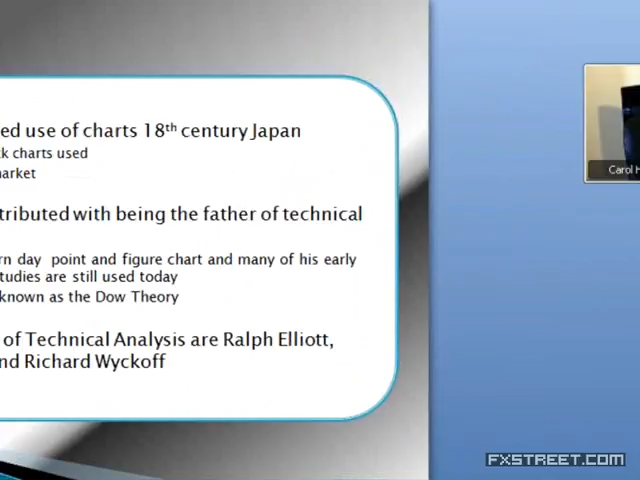 ed use of charts 18th century Japan
k charts used
arket
tributed with being the father of technical
rn day point and figure chart and many of his early
tudies are still used today
known as the Dow Theory
of Technical Analysis are Ralph Elliott,
nd Richard Wyckoff
Carol H
FXSTREET.COM